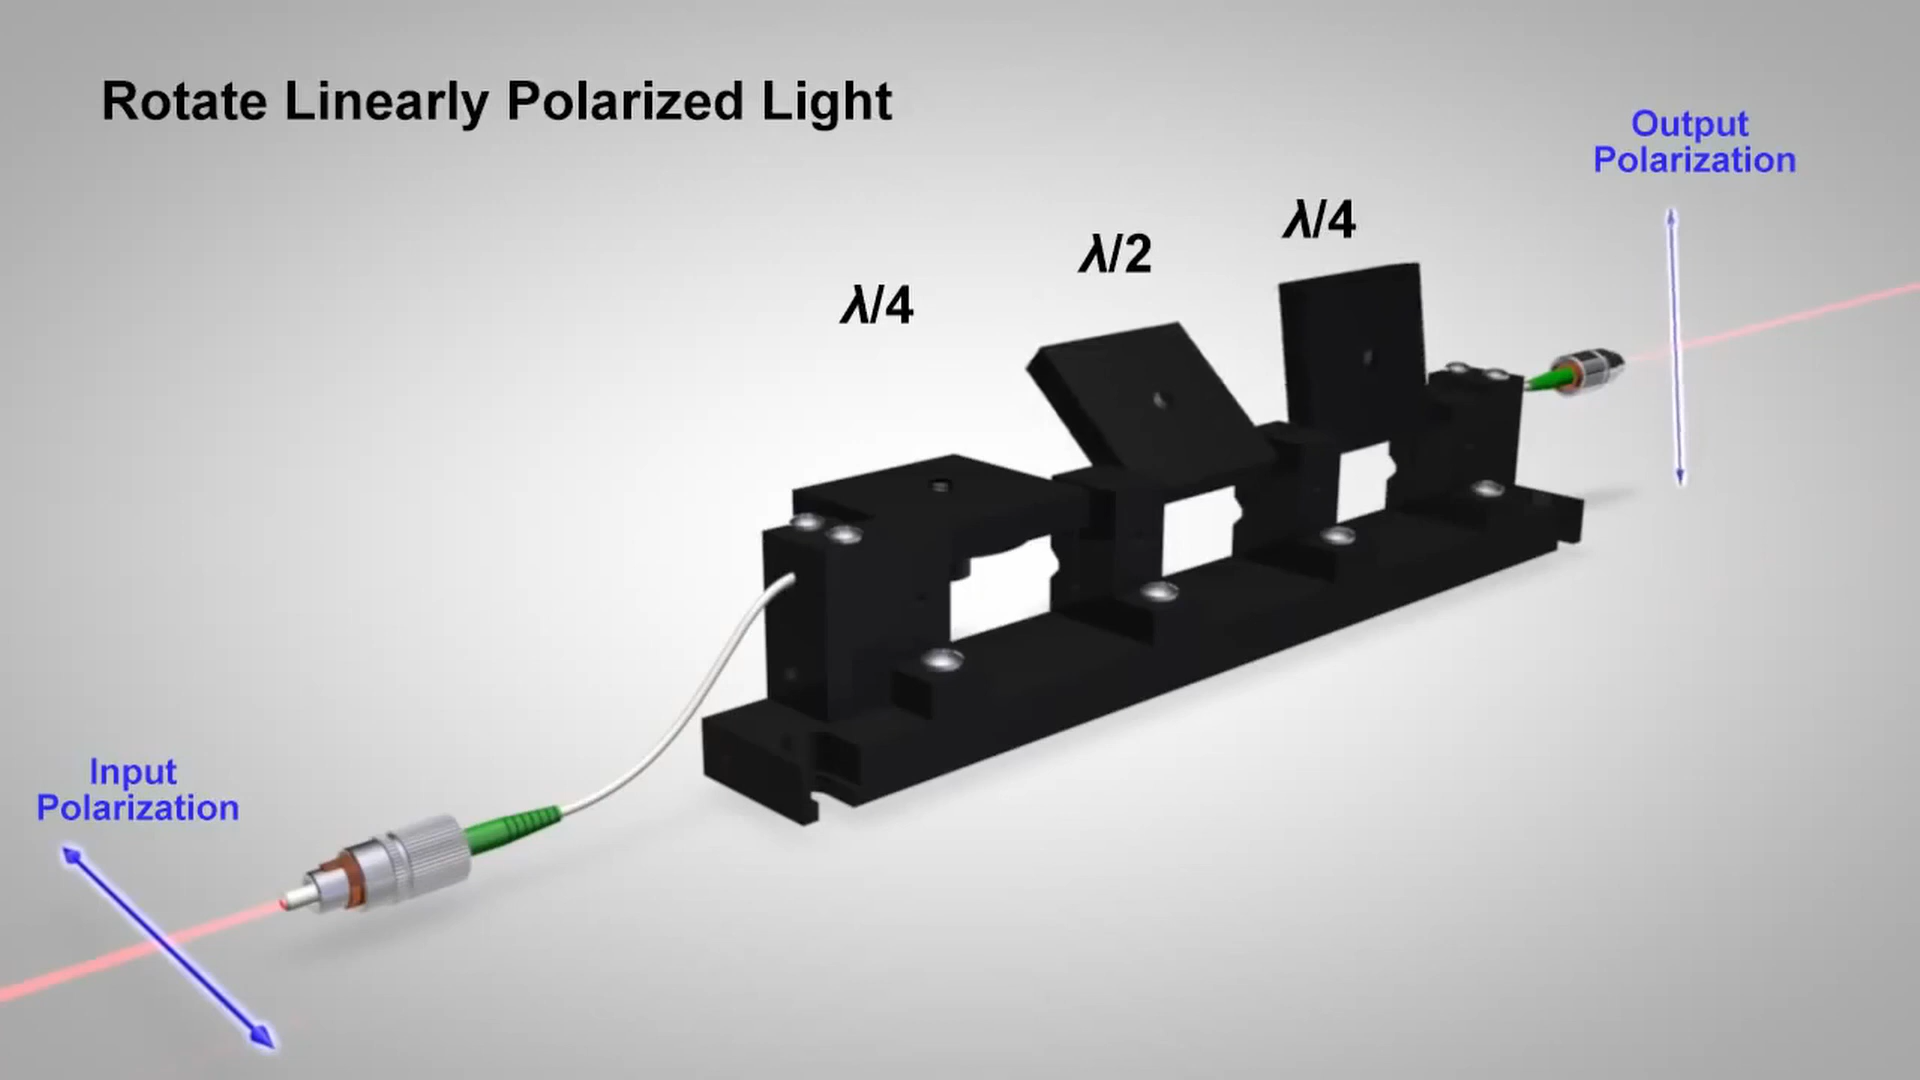 Rotate Linearly Polarized Light
Output
Polarization
λ/4
λ/2
λ/4
Input
Polarization